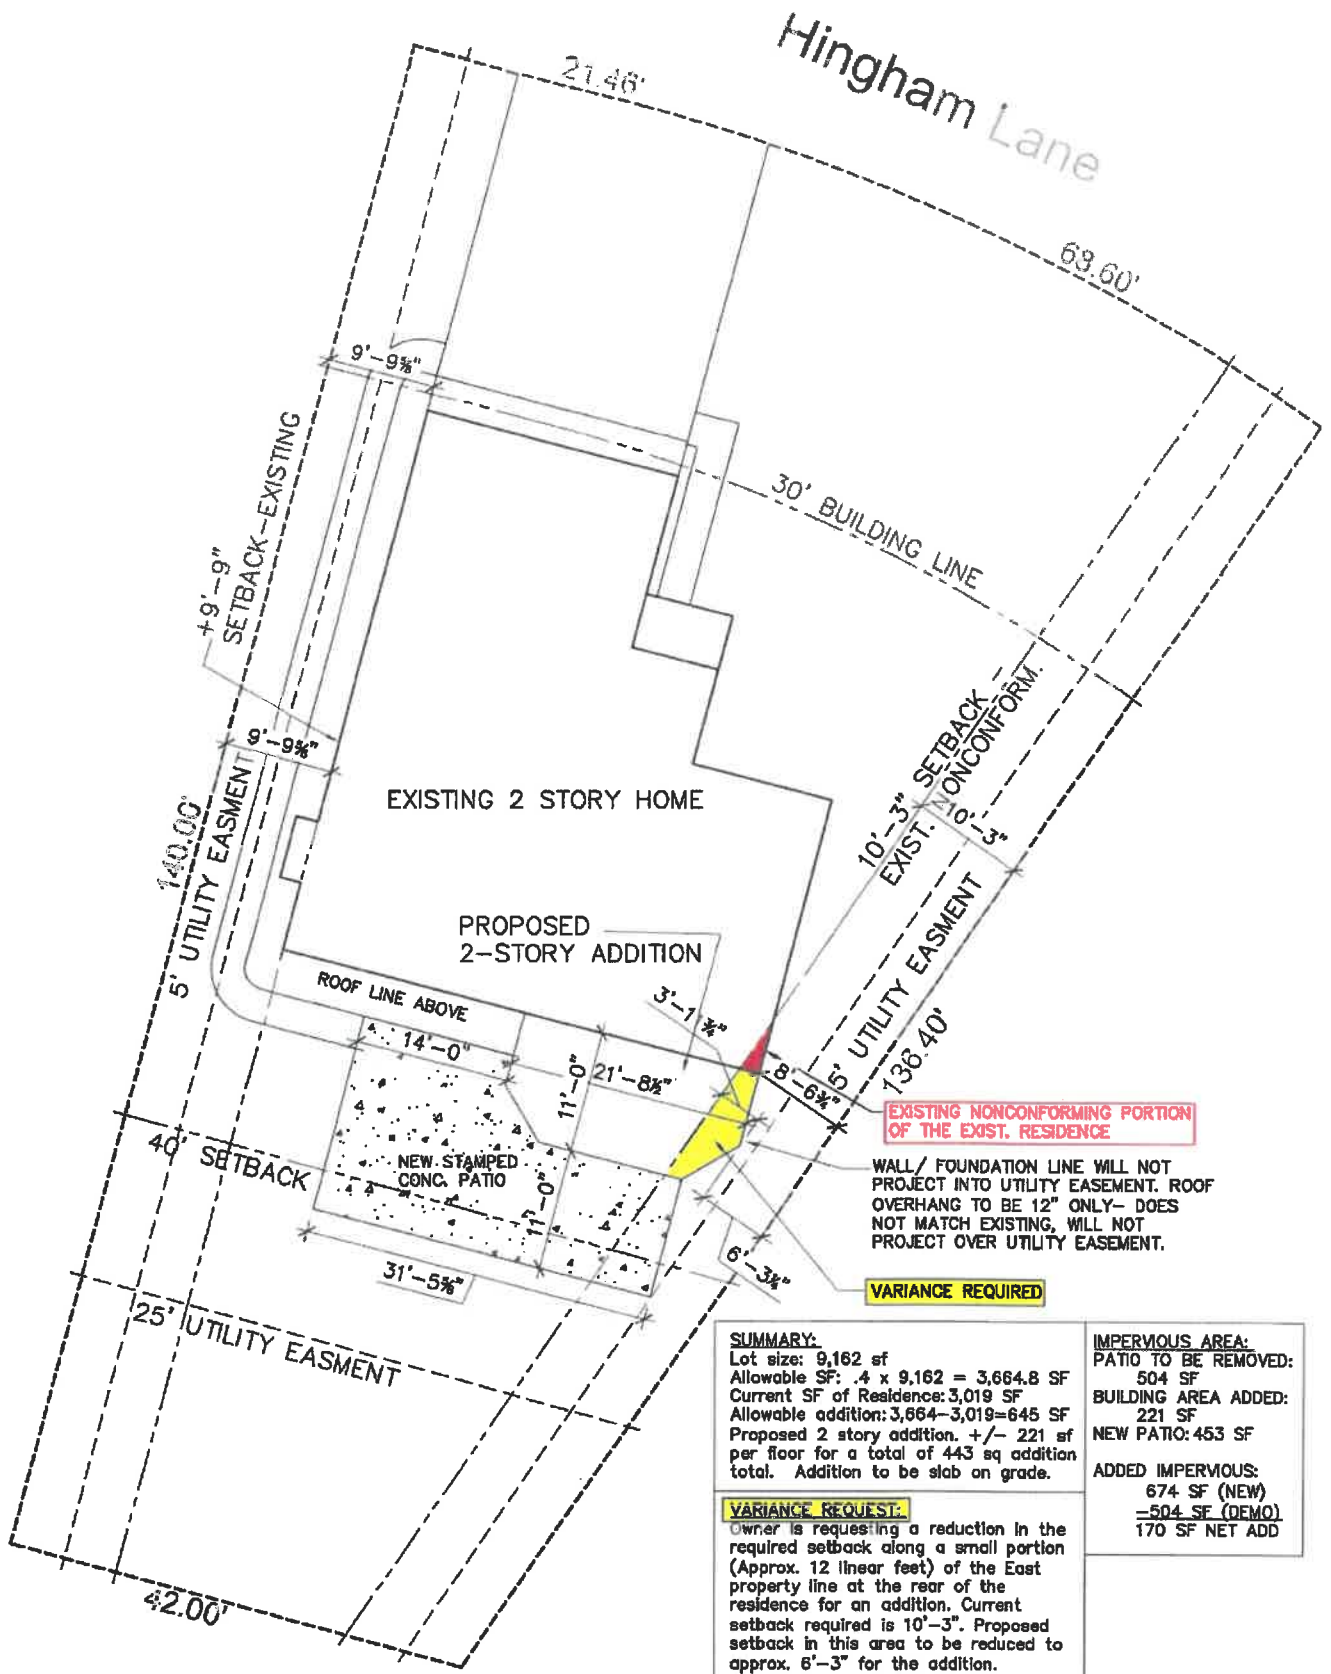 Hingham Lane
21.46'
68.60'
9'-9⅝"
30' BUILDING LINE
+9'-9"
SETBACK-EXISTING
10'-3" SETBACK -
EXIST. NONCONFORM.
9'-9⅝"
10'-3"
EXISTING 2 STORY HOME
140.00'
5' UTILITY EASMENT
PROPOSED
2-STORY ADDITION
5' UTILITY EASMENT
136.40'
ROOF LINE ABOVE
3'-1 ¾"
14'-0"
21'-8½"
11'-0"
8'-6¾"
EXISTING NONCONFORMING PORTION
OF THE EXIST. RESIDENCE
40' SETBACK
NEW STAMPED
CONC. PATIO
11'-0"
WALL/ FOUNDATION LINE WILL NOT
PROJECT INTO UTILITY EASEMENT. ROOF
OVERHANG TO BE 12" ONLY- DOES
NOT MATCH EXISTING, WILL NOT
PROJECT OVER UTILITY EASEMENT.
6'-3¼"
31'-5⅝"
VARIANCE REQUIRED
25' UTILITY EASMENT
42.00'
SUMMARY:
Lot size: 9,162 sf
Allowable SF: .4 x 9,162 = 3,664.8 SF
Current SF of Residence: 3,019 SF
Allowable addition: 3,664-3,019=645 SF
Proposed 2 story addition. +/- 221 sf
per floor for a total of 443 sq addition
total. Addition to be slab on grade.
VARIANCE REQUEST:
Owner is requesting a reduction in the
required setback along a small portion
(Approx. 12 linear feet) of the East
property line at the rear of the
residence for an addition. Current
setback required is 10'-3". Proposed
setback in this area to be reduced to
approx. 6'-3" for the addition.
IMPERVIOUS AREA:
PATIO TO BE REMOVED:
504 SF
BUILDING AREA ADDED:
221 SF
NEW PATIO: 453 SF
ADDED IMPERVIOUS:
674 SF (NEW)
-504 SF (DEMO)
170 SF NET ADD